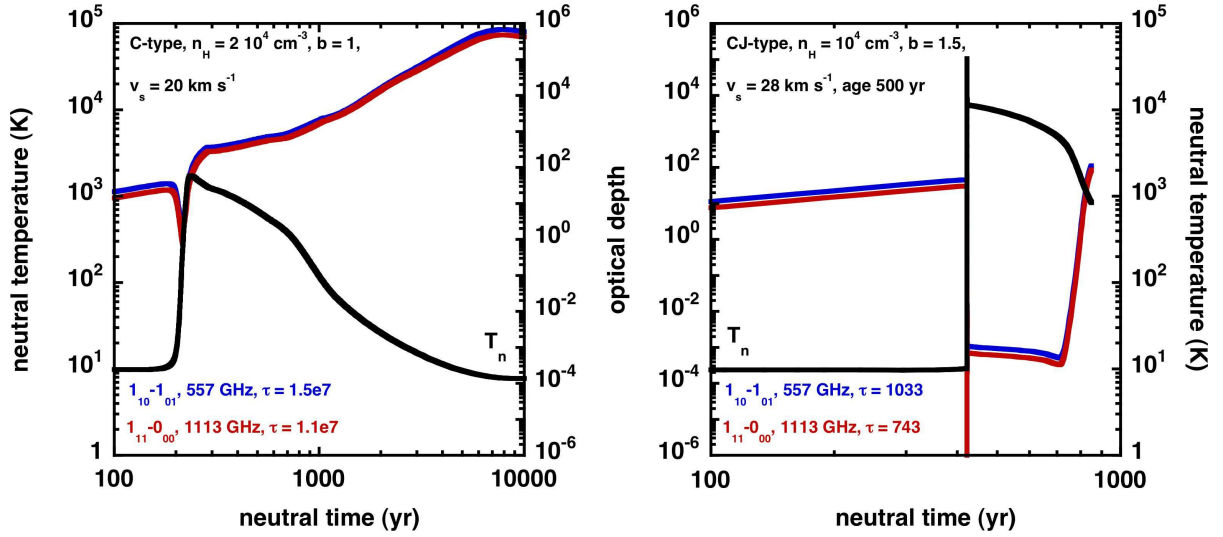 C-type, n_H = 2 10^4 cm^-3, b = 1,
v_s = 20 km s^-1
neutral temperature (K)
10^5
10^4
10^3
10^2
10^1
1
10^6
10^4
10^2
10^0
10^-2
10^-4
10^-6
T_n
1_10-1_01, 557 GHz, τ = 1.5e7
1_11-0_00, 1113 GHz, τ = 1.1e7
100
1000
10000
neutral time (yr)
CJ-type, n_H = 10^4 cm^-3, b = 1.5,
v_s = 28 km s^-1, age 500 yr
optical depth
10^6
10^4
10^2
10^0
10^-2
10^-4
10^-6
10^5
10^4
10^3
10^2
10^1
1
neutral temperature
(K)
T_n
1_10-1_01, 557 GHz, τ = 1033
1_11-0_00, 1113 GHz, τ = 743
100
1000
neutral time (yr)